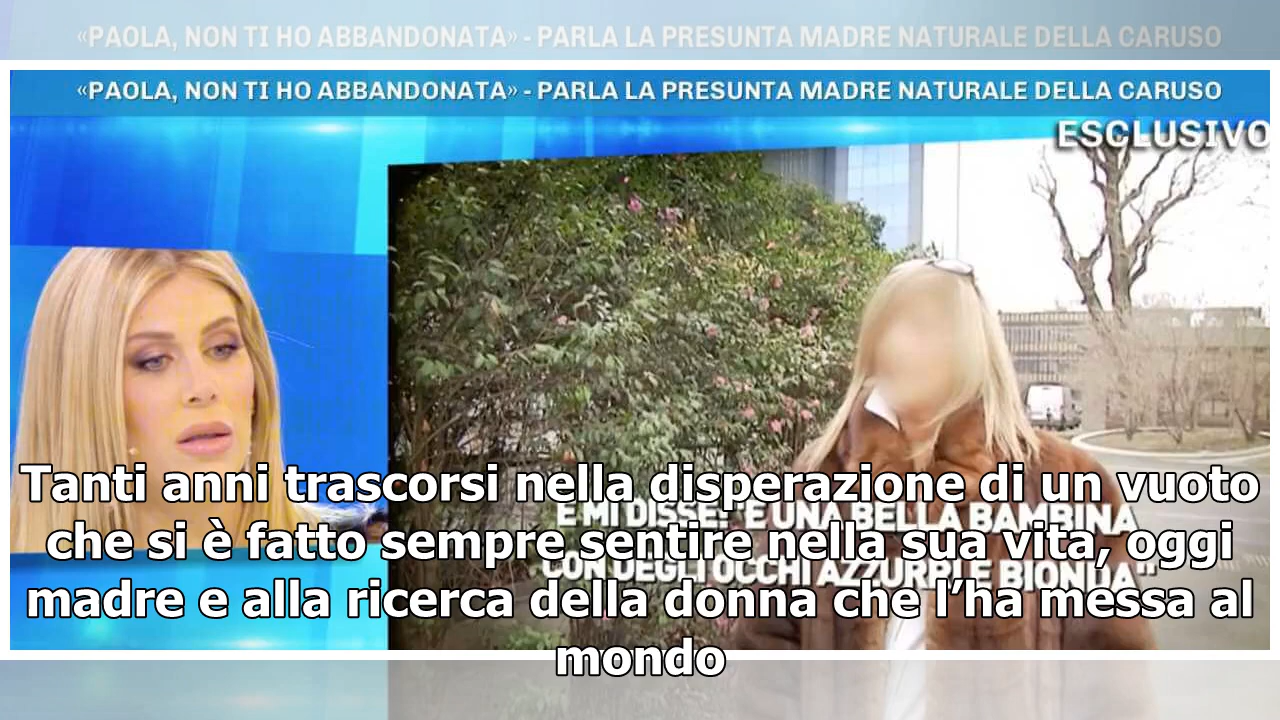 «PAOLA, NON TI HO ABBANDONATA» - PARLA LA PRESUNTA MADRE NATURALE DELLA CARUSO
«PAOLA, NON TI HO ABBANDONATA» - PARLA LA PRESUNTA MADRE NATURALE DELLA CARUSO
ESCLUSIVO
Tanti anni trascorsi nella disperazione di un vuoto
E MI DISSE: "È UNA BELLA BAMBINA
che si è fatto sempre sentire nella sua vita, oggi
CON DEGLI OCCHI AZZURRI E BIONDA"
madre e alla ricerca della donna che l’ha messa al
mondo